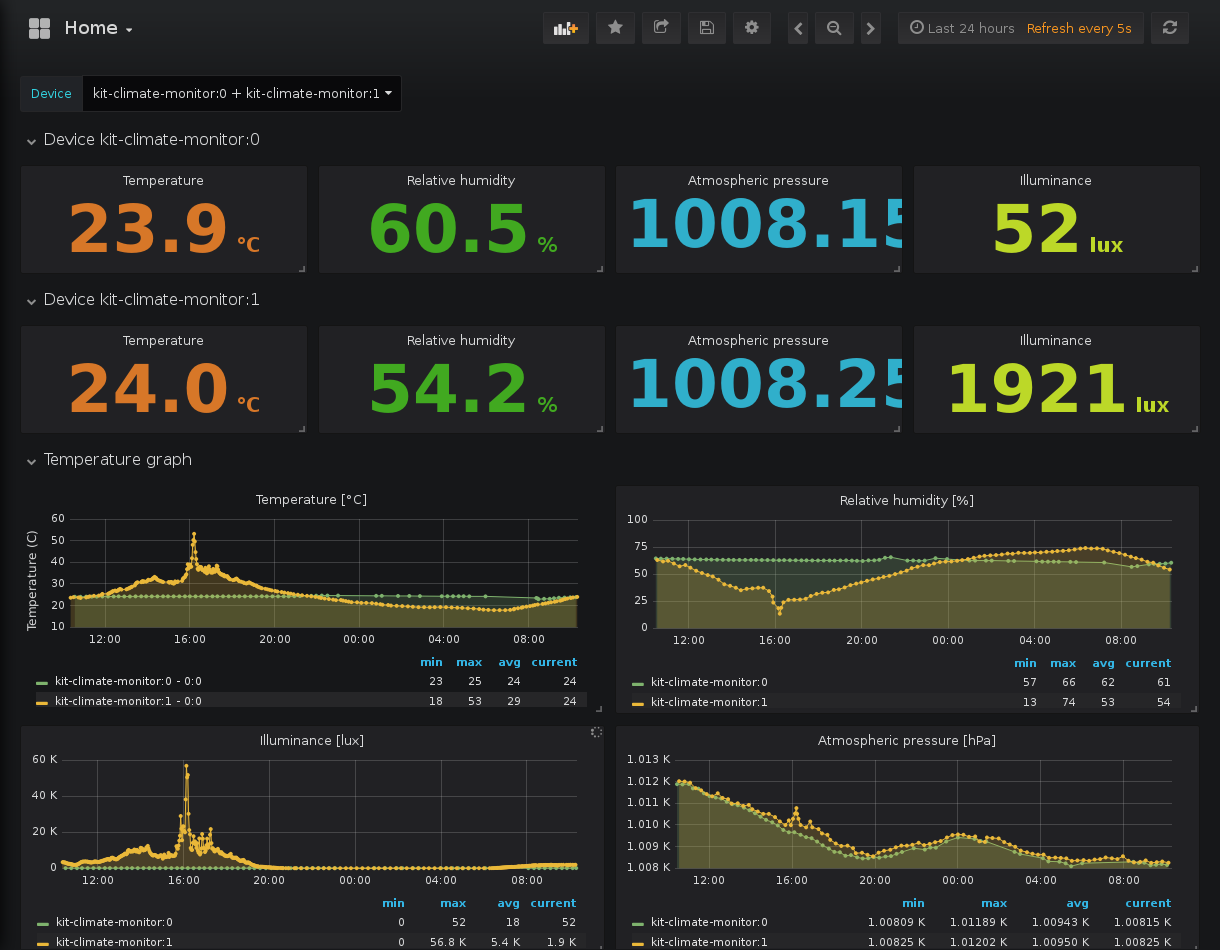 Home
Last 24 hours Refresh every 5s
Device kit-climate-monitor:0 + kit-climate-monitor:1
Device kit-climate-monitor:0
Temperature Relative humidity Atmospheric pressure Illuminance
23.9 °C 60.5 % 1008.15 52 lux
Device kit-climate-monitor:1
Temperature Relative humidity Atmospheric pressure Illuminance
24.0 °C 54.2 % 1008.25 1921 lux
Temperature graph
Temperature [°C]
Temperature (C)
60
50
40
30
20
10
12:00 16:00 20:00 00:00 04:00 08:00
min max avg current
kit-climate-monitor:0 - 0:0 23 25 24 24
kit-climate-monitor:1 - 0:0 18 53 29 24
Relative humidity [%]
100
75
50
25
0
12:00 16:00 20:00 00:00 04:00 08:00
min max avg current
kit-climate-monitor:0 57 66 62 61
kit-climate-monitor:1 13 74 53 54
Illuminance [lux]
60 K
40 K
20 K
0
12:00 16:00 20:00 00:00 04:00 08:00
min max avg current
kit-climate-monitor:0 0 52 18 52
kit-climate-monitor:1 0 56.8 K 5.4 K 1.9 K
Atmospheric pressure [hPa]
1.013 K
1.012 K
1.011 K
1.010 K
1.009 K
1.008 K
12:00 16:00 20:00 00:00 04:00 08:00
min max avg current
kit-climate-monitor:0 1.00809 K 1.01189 K 1.00943 K 1.00815 K
kit-climate-monitor:1 1.00825 K 1.01202 K 1.00950 K 1.00825 K